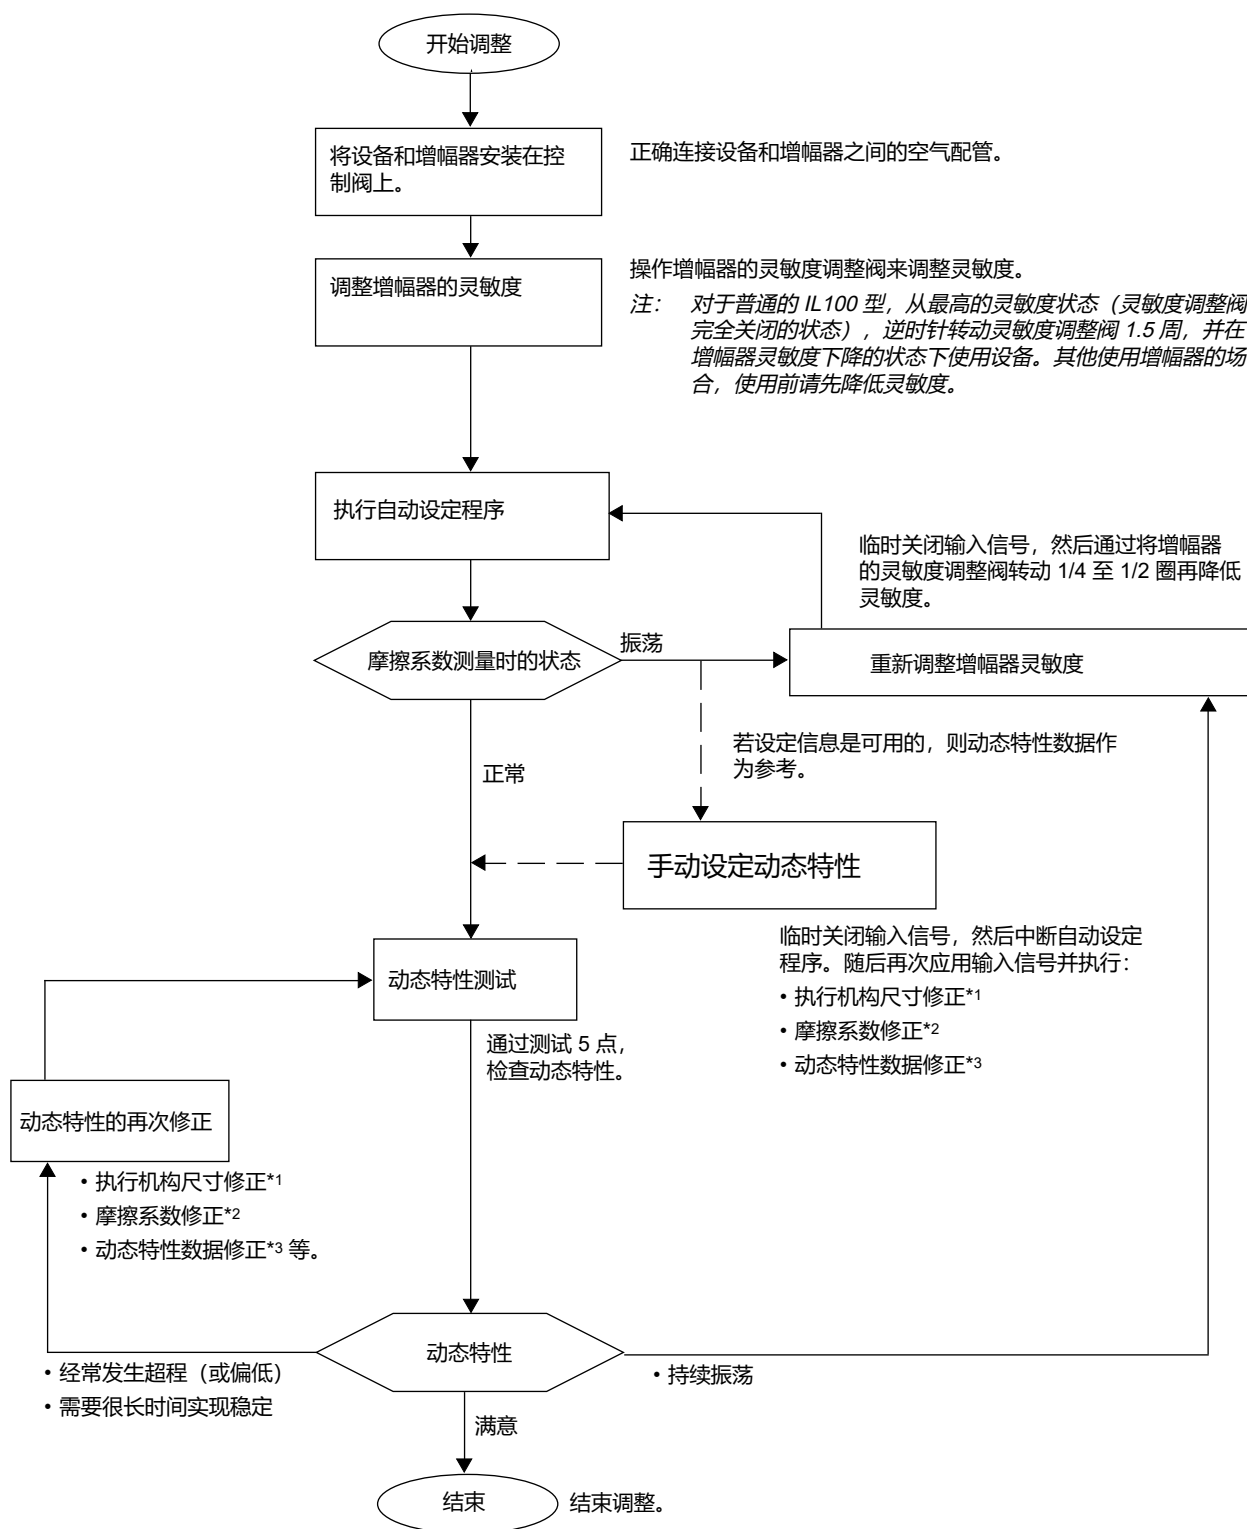 开始调整
将设备和增幅器安装在控
制阀上。
正确连接设备和增幅器之间的空气配管。
调整增幅器的灵敏度
操作增幅器的灵敏度调整阀来调整灵敏度。
注： 对于普通的 IL100 型，从最高的灵敏度状态（灵敏度调整阀
完全关闭的状态），逆时针转动灵敏度调整阀 1.5 周，并在
增幅器灵敏度下降的状态下使用设备。其他使用增幅器的场
合，使用前请先降低灵敏度。
执行自动设定程序
临时关闭输入信号，然后通过将增幅器
的灵敏度调整阀转动 1/4 至 1/2 圈再降低
灵敏度。
摩擦系数测量时的状态
振荡
重新调整增幅器灵敏度
若设定信息是可用的，则动态特性数据作
为参考。
正常
手动设定动态特性
临时关闭输入信号，然后中断自动设定
程序。随后再次应用输入信号并执行：
• 执行机构尺寸修正*1
• 摩擦系数修正*2
• 动态特性数据修正*3
动态特性测试
通过测试 5 点，
检查动态特性。
动态特性的再次修正
• 执行机构尺寸修正*1
• 摩擦系数修正*2
• 动态特性数据修正*3 等。
动态特性
• 经常发生超程（或偏低）
• 需要很长时间实现稳定
• 持续振荡
满意
结束
结束调整。